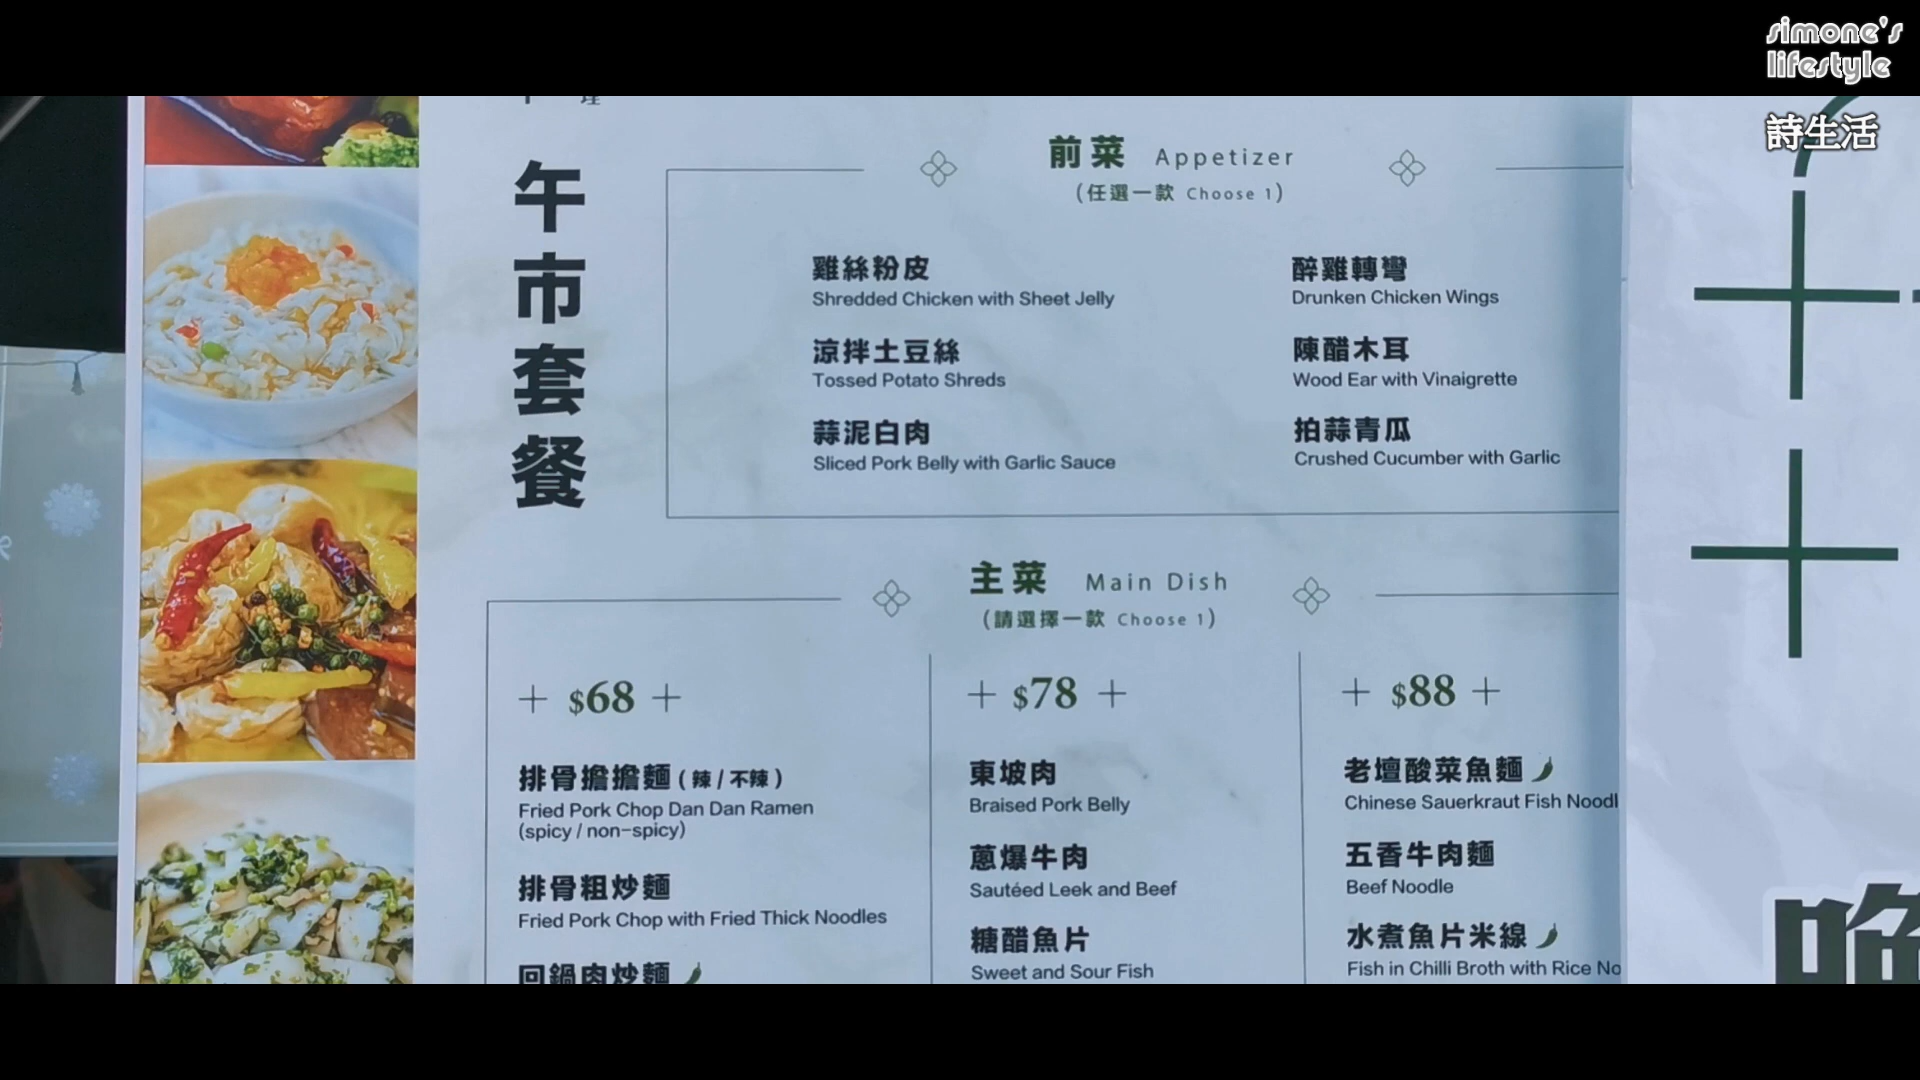 simone's
lifestyle
詩生活
午市套餐
前菜 Appetizer
(任選一款 Choose 1)
雞絲粉皮
Shredded Chicken with Sheet Jelly
涼拌土豆絲
Tossed Potato Shreds
蒜泥白肉
Sliced Pork Belly with Garlic Sauce
醉雞轉彎
Drunken Chicken Wings
陳醋木耳
Wood Ear with Vinaigrette
拍蒜青瓜
Crushed Cucumber with Garlic
主菜 Main Dish
(請選擇一款 Choose 1)
$68
排骨擔擔麵 (辣/不辣)
Fried Pork Chop Dan Dan Ramen
(spicy / non-spicy)
排骨粗炒麵
Fried Pork Chop with Fried Thick Noodles
回鍋肉炒麵
$78
東坡肉
Braised Pork Belly
蔥爆牛肉
Sautéed Leek and Beef
糖醋魚片
Sweet and Sour Fish
$88
老壇酸菜魚麵
Chinese Sauerkraut Fish Noodl
五香牛肉麵
Beef Noodle
水煮魚片米線
Fish in Chilli Broth with Rice No